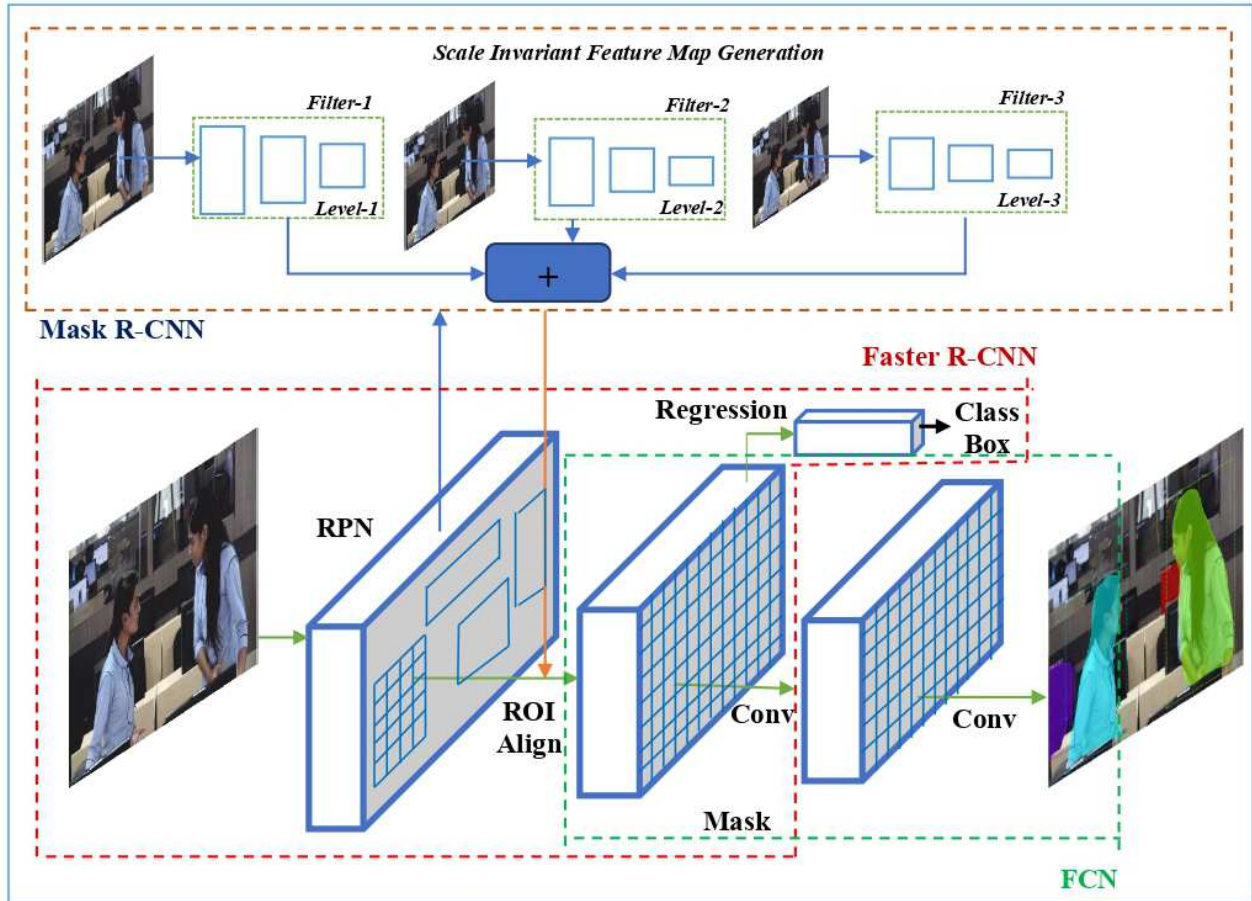 Scale Invariant Feature Map Generation
Filter-1
Filter-2
Filter-3
Level-1
Level-2
Level-3
+
Mask R-CNN
Faster R-CNN
Regression
Class
Box
RPN
ROI
Align
Conv
Conv
Mask
FCN